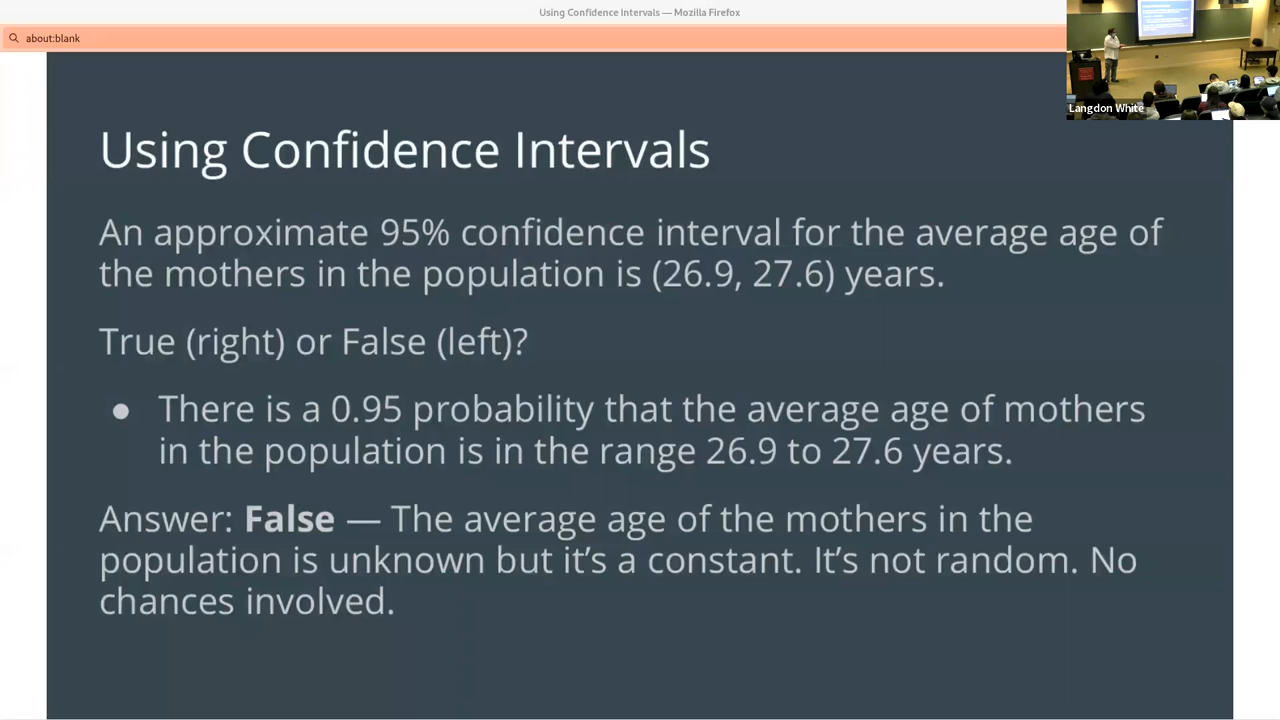 Using Confidence Intervals — Mozilla Firefox
about:blank
Langdon White
Using Confidence Intervals
An approximate 95% confidence interval for the average age of
the mothers in the population is (26.9, 27.6) years.
True (right) or False (left)?
● There is a 0.95 probability that the average age of mothers
in the population is in the range 26.9 to 27.6 years.
Answer: False — The average age of the mothers in the
population is unknown but it’s a constant. It’s not random. No
chances involved.